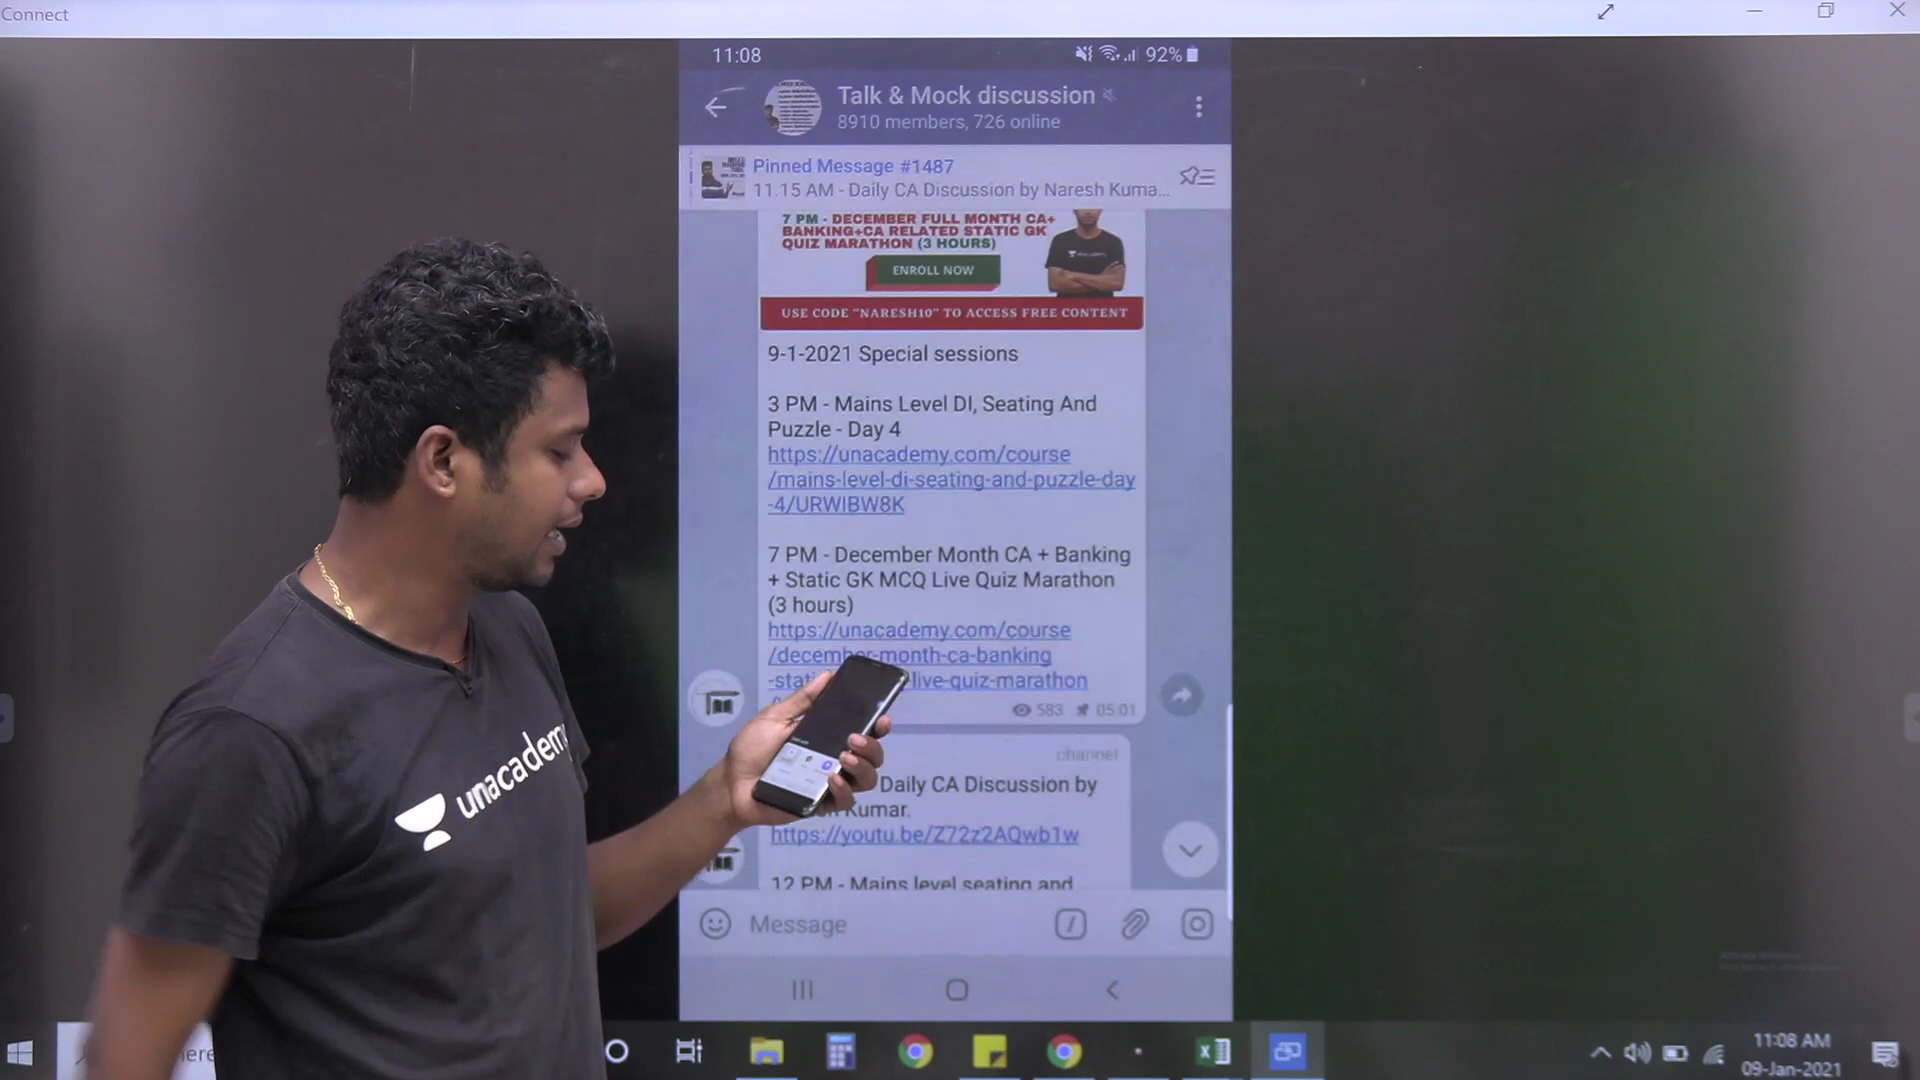 Connect
11:08
92%
Talk & Mock discussion
8910 members, 726 online
Pinned Message #1487
11.15 AM - Daily CA Discussion by Naresh Kuma...
7 PM - DECEMBER FULL MONTH CA+
BANKING+CA RELATED STATIC GK
QUIZ MARATHON (3 HOURS)
ENROLL NOW
USE CODE "NARESH10" TO ACCESS FREE CONTENT
9-1-2021 Special sessions
3 PM - Mains Level DI, Seating And
Puzzle - Day 4
https://unacademy.com/course
/mains-level-di-seating-and-puzzle-day
-4/URWIBW8K
7 PM - December Month CA + Banking
+ Static GK MCQ Live Quiz Marathon
(3 hours)
https://unacademy.com/course
/december-month-ca-banking
live-quiz-marathon
583 05:01
channel
Daily CA Discussion by
Kumar.
https://youtu.be/Z72z2AQwb1w
12 PM - Mains level seating and
Message
unacademy
11:08 AM
09-Jan-2021